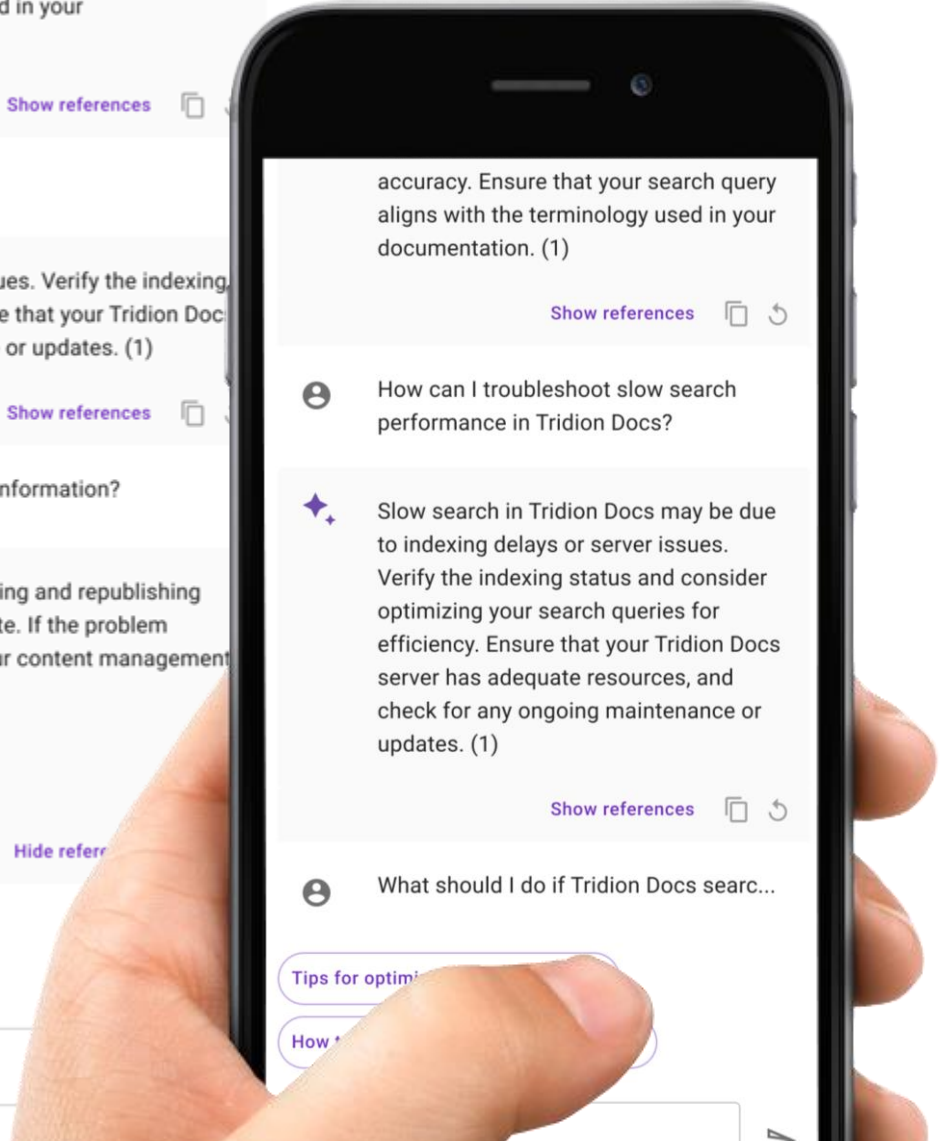 d in your
Show references
ues. Verify the indexing
e that your Tridion Doc
or updates. (1)
Show references
nformation?
ing and republishing
te. If the problem
ur content management
Hide refer
accuracy. Ensure that your search query
aligns with the terminology used in your
documentation. (1)
Show references
How can I troubleshoot slow search
performance in Tridion Docs?
Slow search in Tridion Docs may be due
to indexing delays or server issues.
Verify the indexing status and consider
optimizing your search queries for
efficiency. Ensure that your Tridion Docs
server has adequate resources, and
check for any ongoing maintenance or
updates. (1)
Show references
What should I do if Tridion Docs searc...
Tips for optimi
How t